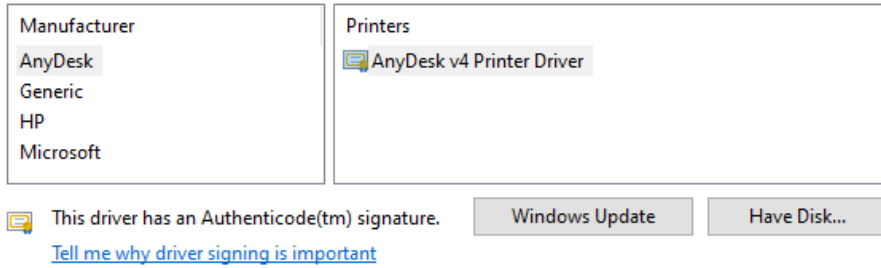 Manufacturer
AnyDesk
Generic
HP
Microsoft
Printers
AnyDesk v4 Printer Driver
This driver has an Authenticode(tm) signature.
Windows Update
Have Disk...
Tell me why driver signing is important